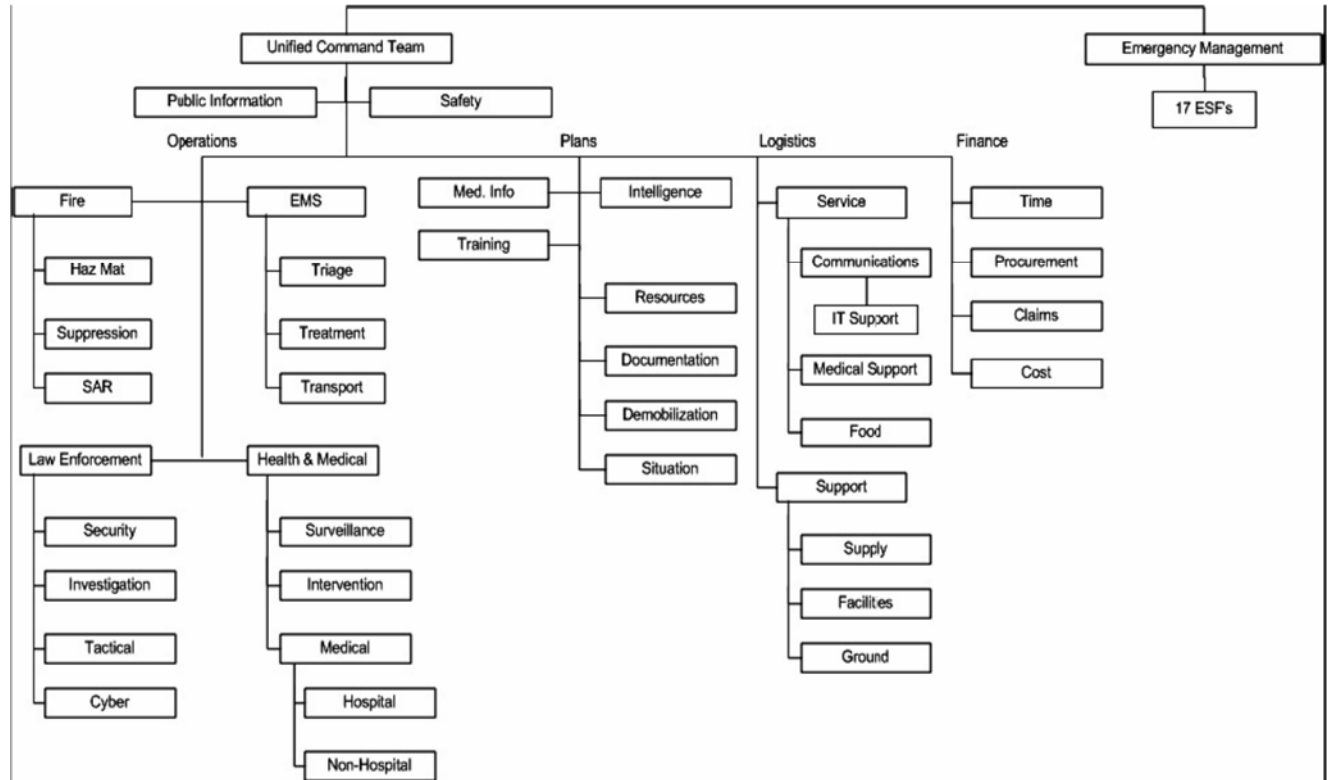 Unified Command Team
Emergency Management
Public Information
Safety
17 ESF's
Operations
Plans
Logistics
Finance
Fire
EMS
Med. Info
Intelligence
Service
Time
Training
Haz Mat
Triage
Communications
Procurement
Resources
IT Support
Claims
Suppression
Treatment
Documentation
Medical Support
Cost
SAR
Transport
Demobilization
Food
Law Enforcement
Health & Medical
Situation
Support
Security
Surveillance
Supply
Investigation
Intervention
Facilites
Tactical
Medical
Ground
Cyber
Hospital
Non-Hospital